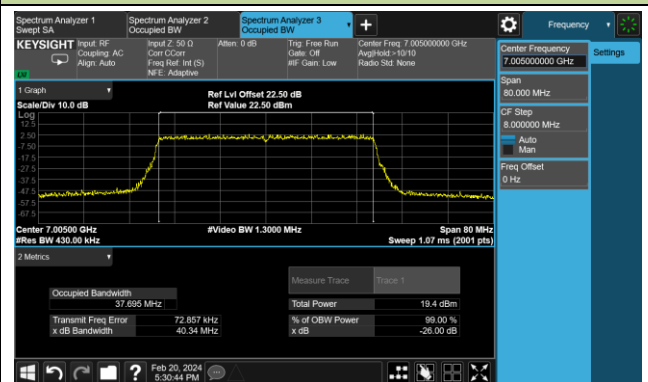 Spectrum Analyzer 1
Swept SA
Spectrum Analyzer 2
Occupied BW
Spectrum Analyzer 3
Occupied BW
Frequency
KEYSIGHT
Input: RF
Coupling: AC
Align: Auto
Input Z: 50 Ω
Corr CCorr
Freq Ref: Int (S)
NFE: Adaptive
Atten: 0 dB
Trig: Free Run
Gate: Off
#IF Gain: Low
Center Freq: 7.005000000 GHz
Avg|Hold:>10/10
Radio Std: None
Center Frequency
7.005000000 GHz
Settings
Span
80.000 MHz
CF Step
8.000000 MHz
Auto
Man
Freq Offset
0 Hz
1 Graph
Scale/Div 10.0 dB
Ref Lvl Offset 22.50 dB
Ref Value 22.50 dBm
Log
12.5
2.50
-7.50
-17.5
-27.5
-37.5
-47.5
-57.5
-67.5
Center 7.00500 GHz
#Res BW 430.00 kHz
#Video BW 1.3000 MHz
Span 80 MHz
Sweep 1.07 ms (2001 pts)
2 Metrics
Measure Trace
Trace 1
Occupied Bandwidth
37.695 MHz
Total Power
19.4 dBm
Transmit Freq Error
72.857 kHz
% of OBW Power
99.00 %
x dB Bandwidth
40.34 MHz
x dB
-26.00 dB
Feb 20, 2024
5:30:44 PM